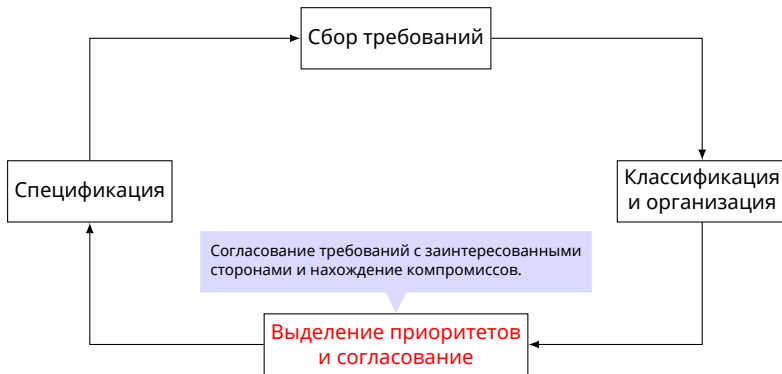 Сбор требований
Спецификация
Классификация
и организация
Согласование требований с заинтересованными
сторонами и нахождение компромиссов.
Выделение приоритетов
и согласование